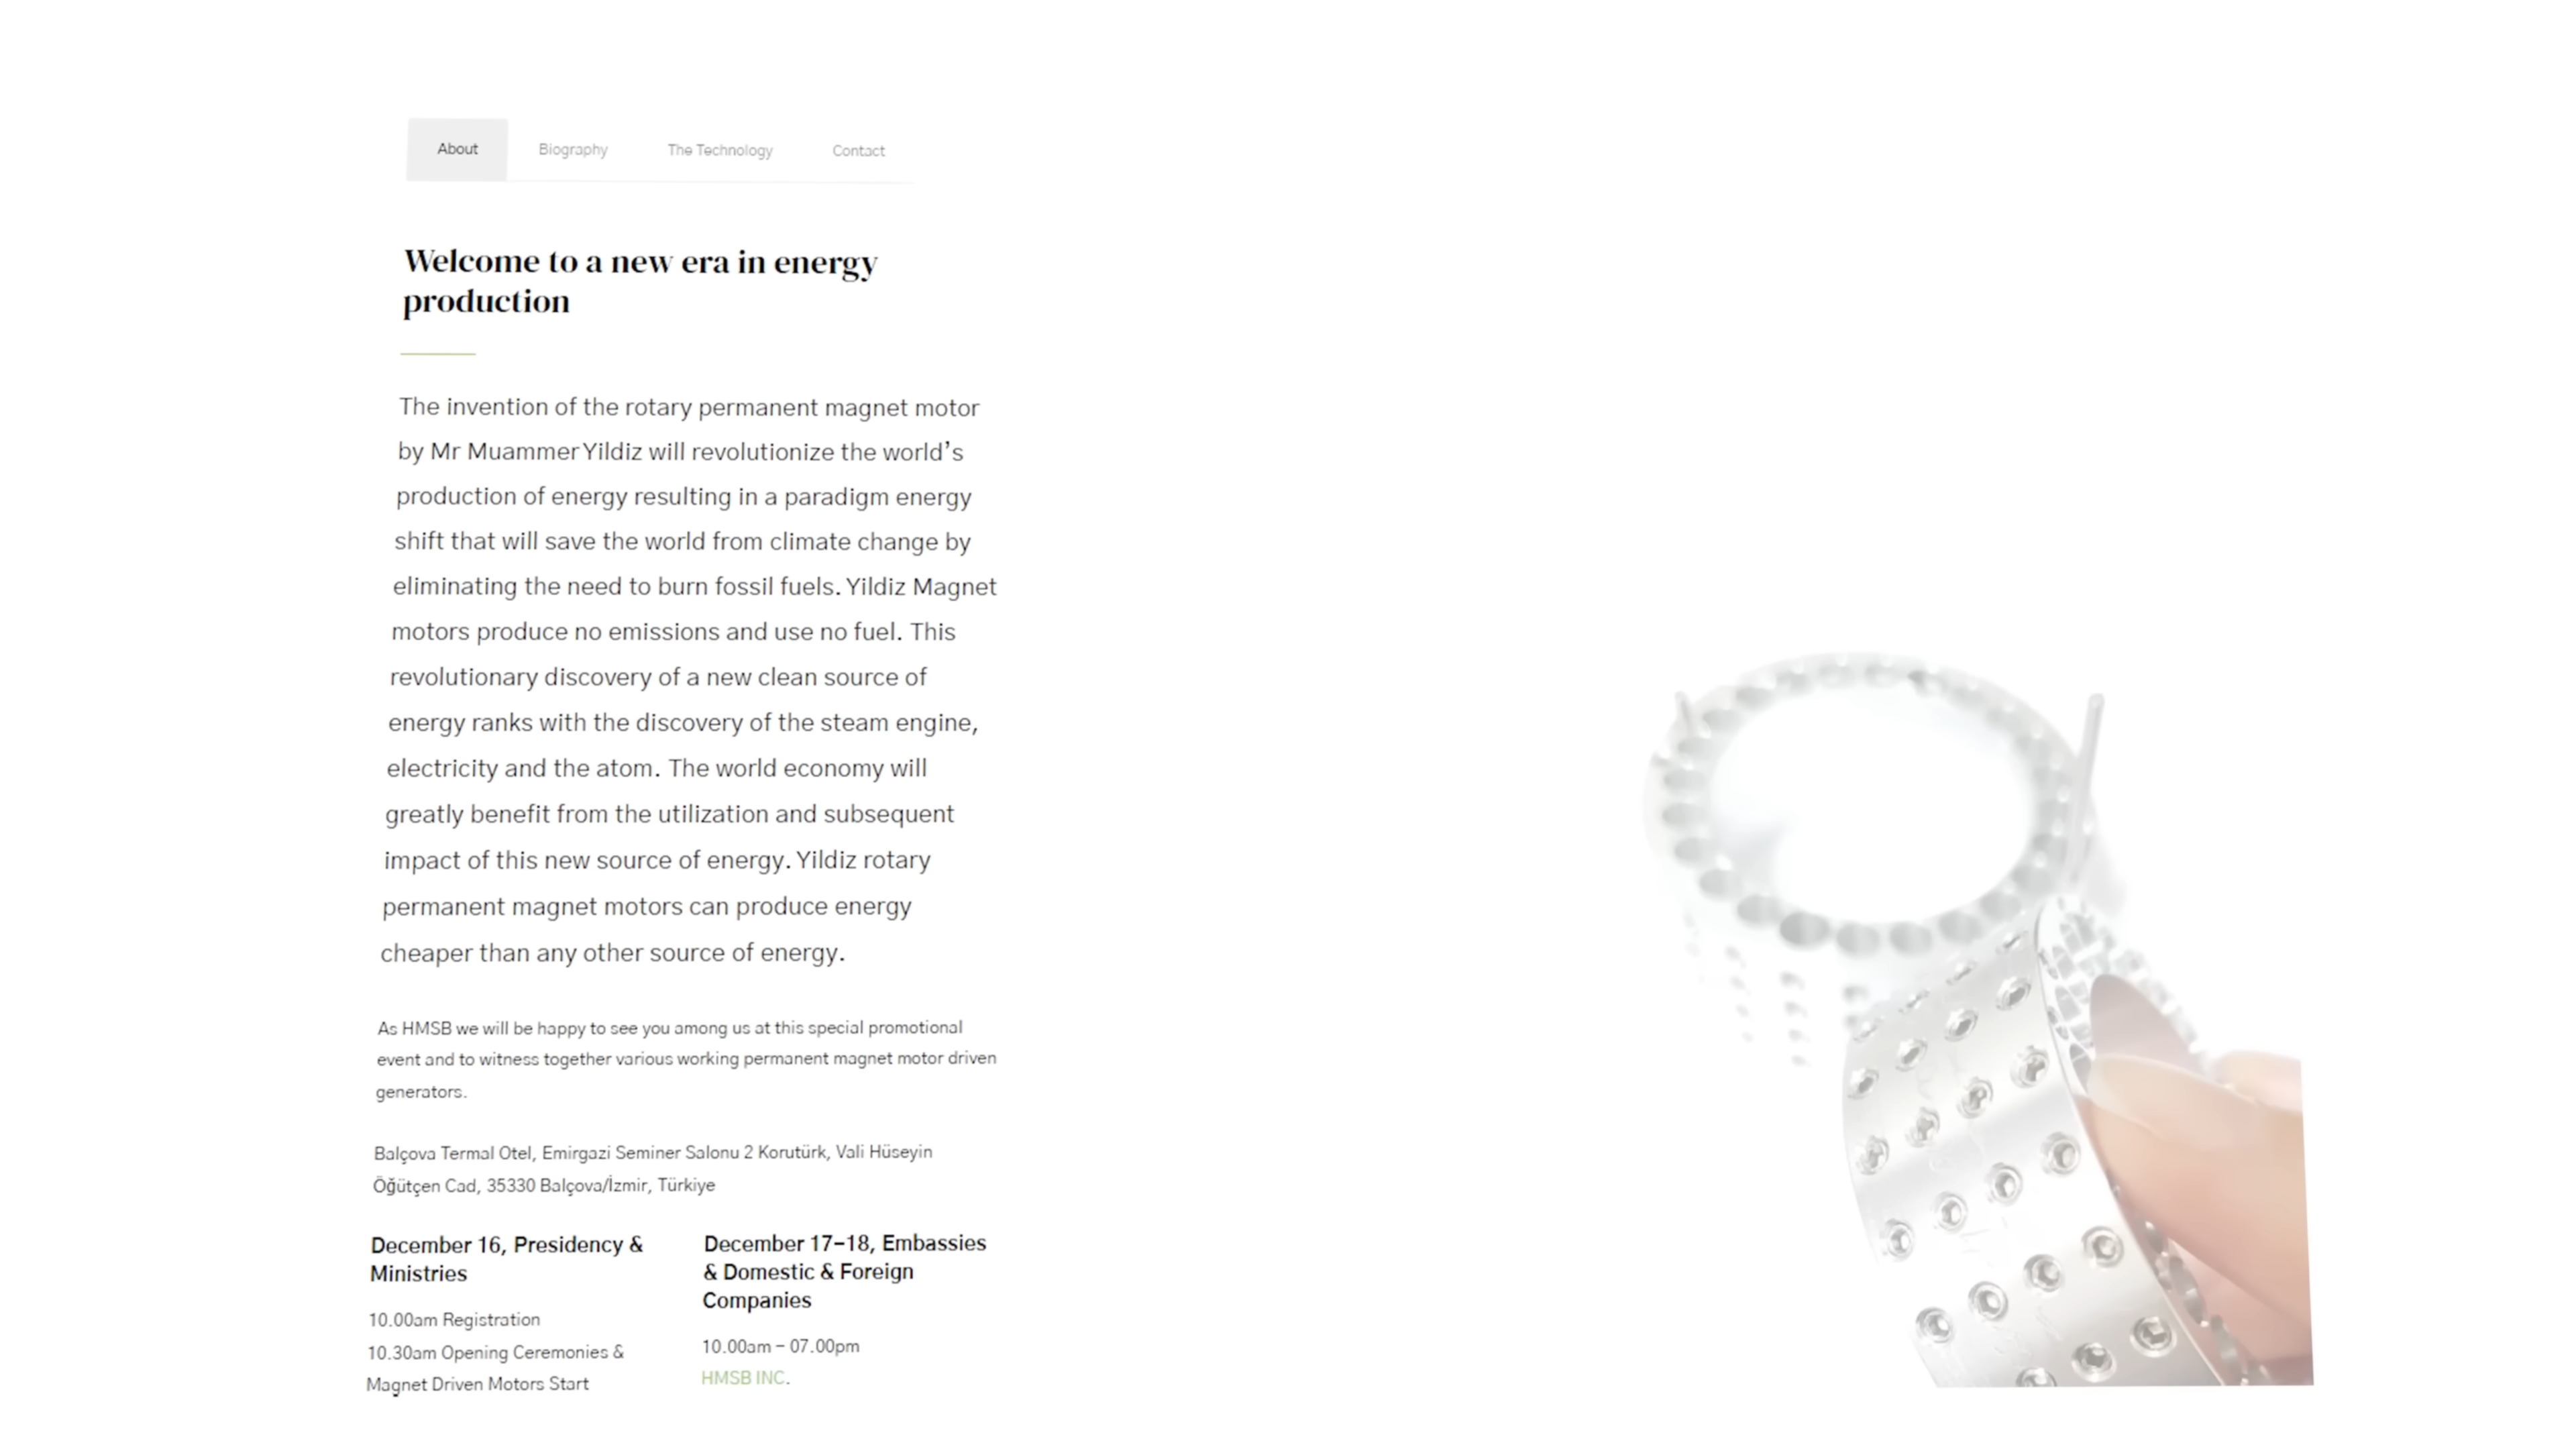 About
Biography
The Technology
Contact
Welcome to a new era in energy
production
The invention of the rotary permanent magnet motor
by Mr Muammer Yildiz will revolutionize the world's
production of energy resulting in a paradigm energy
shift that will save the world from climate change by
eliminating the need to burn fossil fuels. Yildiz Magnet
motors produce no emissions and use no fuel. This
revolutionary discovery of a new clean source of
energy ranks with the discovery of the steam engine,
electricity and the atom. The world economy will
greatly benefit from the utilization and subsequent
impact of this new source of energy. Yildiz rotary
permanent magnet motors can produce energy
cheaper than any other source of energy.
As HMSB we will be happy to see you among us at this special promotional
event and to witness together various working permanent magnet motor driven
generators.
Balçova Termal Otel, Emirgazi Seminer Salonu 2 Korutürk, Vali Hüseyin
Öğütçen Cad, 35330 Balçova/İzmir, Türkiye
December 16, Presidency &
Ministries
10.00am Registration
10.30am Opening Ceremonies &
Magnet Driven Motors Start
December 17–18, Embassies
& Domestic & Foreign
Companies
10.00am – 07.00pm
HMSB INC.